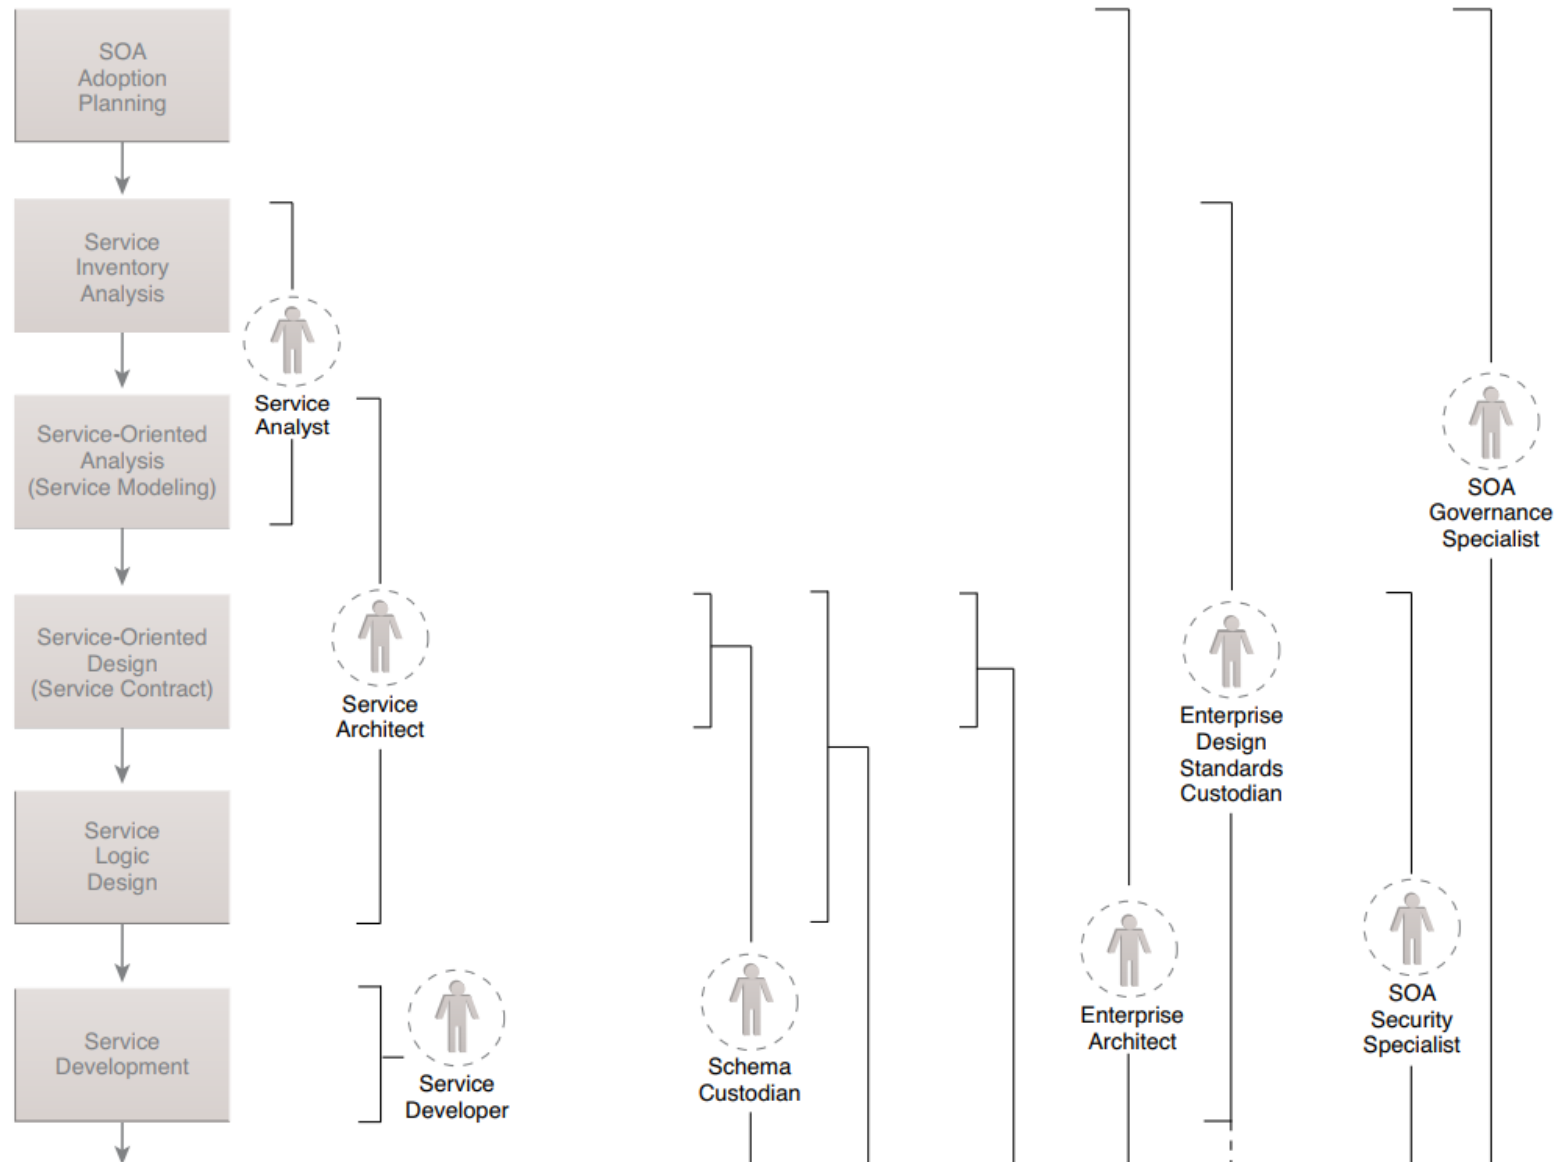 SOA
Adoption
Planning
Service
Inventory
Analysis
Service-Oriented
Analysis
(Service Modeling)
Service-Oriented
Design
(Service Contract)
Service
Logic
Design
Service
Development
Service
Analyst
Service
Architect
Service
Developer
Schema
Custodian
Enterprise
Architect
Enterprise
Design
Standards
Custodian
SOA
Security
Specialist
SOA
Governance
Specialist